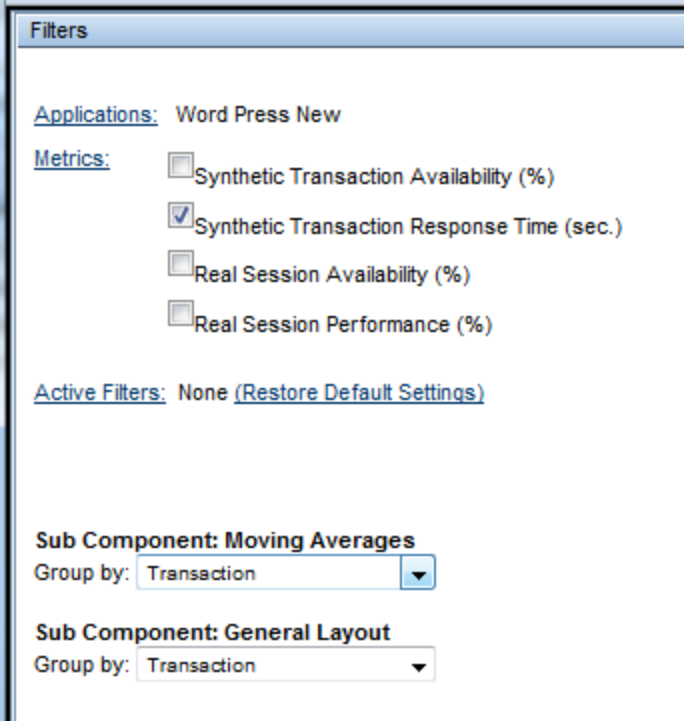 Filters
Applications: Word Press New
Metrics:
Synthetic Transaction Availability (%)
Synthetic Transaction Response Time (sec.)
Real Session Availability (%)
Real Session Performance (%)
Active Filters: None (Restore Default Settings)
Sub Component: Moving Averages
Group by: Transaction
Sub Component: General Layout
Group by: Transaction